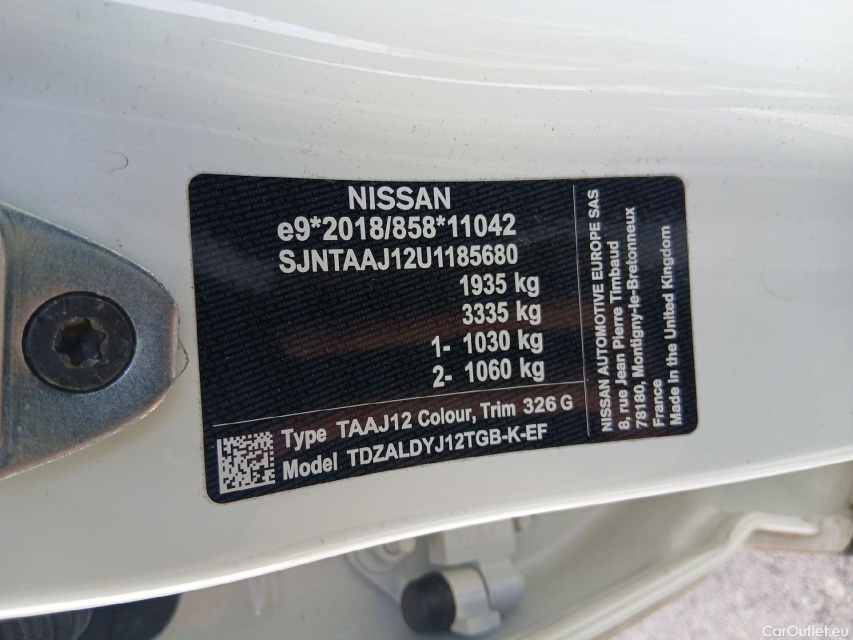 NISSAN
e9*2018/858*11042
SJNTAAJ12U1185680
1935 kg
3335 kg
1- 1030 kg
2- 1060 kg
Type TAAJ12 Colour, Trim 326 G
Model TDZALDYJ12TGB-K-EF
NISSAN AUTOMOTIVE EUROPE SAS
8, rue Jean Pierre Timbaud
78180, Montigny-le-Bretonneux
France
Made in the United Kingdom
CarOutlet.eu